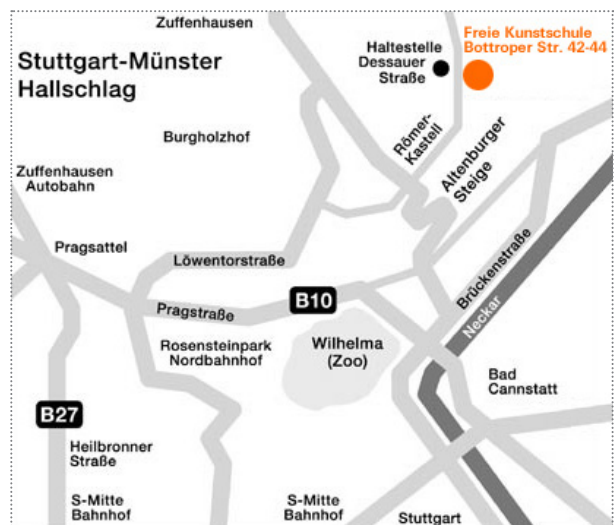 Zuffenhausen
Freie Kunstschule
Bottroper Str. 42-44
Stuttgart-Münster
Hallschlag
Haltestelle
Dessauer
Straße
Burgholzhof
Römer-
Kastell
Altenburger
Steige
Zuffenhausen
Autobahn
Pragsattel
Löwentorstraße
Brückenstraße
B10
Pragstraße
Neckar
Rosensteinpark
Nordbahnhof
Wilhelma
(Zoo)
Bad
Cannstatt
B27
Heilbronner
Straße
S-Mitte
Bahnhof
S-Mitte
Bahnhof
Stuttgart